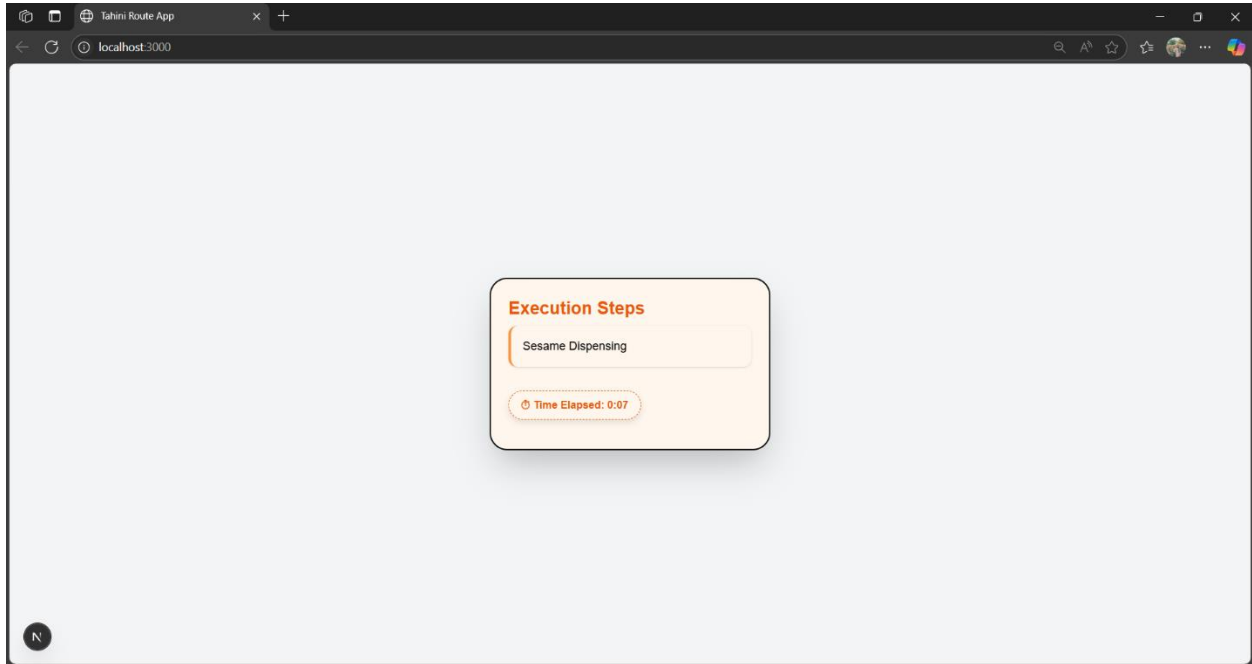 Tahini Route App
localhost:3000
Execution Steps
Sesame Dispensing
⏱ Time Elapsed: 0:07
N